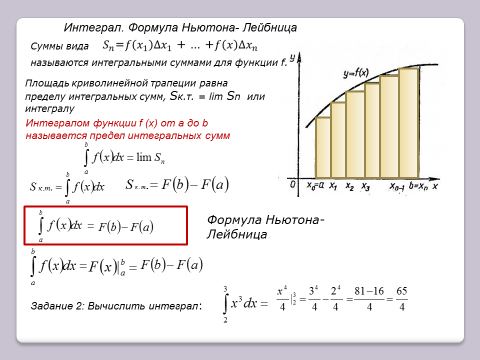 Интеграл. Формула Ньютона- Лейбница
Суммы вида Sₙ=f(x₁)Δx₁ + … +f(x)Δxₙ
называются интегральными суммами для функции f.
Площадь криволинейной трапеции равна
пределу интегральных сумм, Sк.т. = lim Sn или
интегралу
Интегралом функции f (x) от a до b
называется предел интегральных сумм
∫ₐᵇ f(x)dx = lim Sₙ
S к.т. = ∫ₐᵇ f(x)dx S к.т. = F(b)−F(a)
∫ₐᵇ f(x)dx = F(b)−F(a)
Формула Ньютона-
Лейбница
∫ₐᵇ f(x)dx = F(x)|ₐᵇ = F(b)−F(a)
Задание 2: Вычислить интеграл: ∫₂³ x³ dx = x⁴/4 |₂³ = 3⁴/4 − 2⁴/4 = 81−16/4 = 65/4
y
y=f(x)
0 x₀=a x₁ x₂ x₃ xₙ₋₁ b=xₙ x